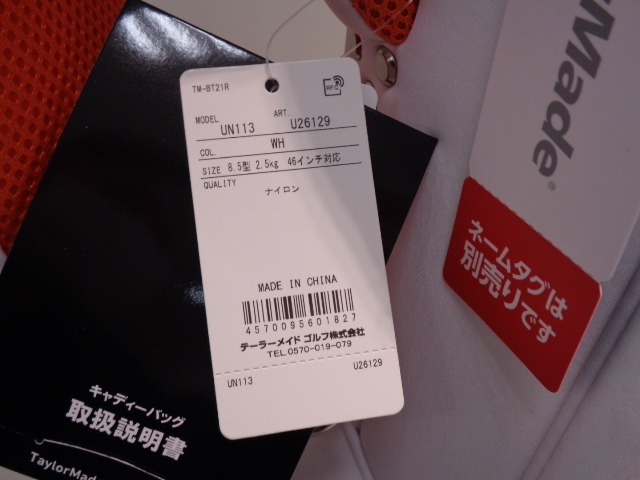 TM-BT21R
MODEL UN113 ART. U26129
COL. WH
SIZE 8.5型 2.5kg 46インチ対応
QUALITY
ナイロン
MADE IN CHINA
4570095601827
テーラーメイド ゴルフ株式会社
TEL.0570-019-079
UN113 U26129
キャディーバッグ
取扱説明書
TaylorMade
Made®
ネームタグは
別売りです